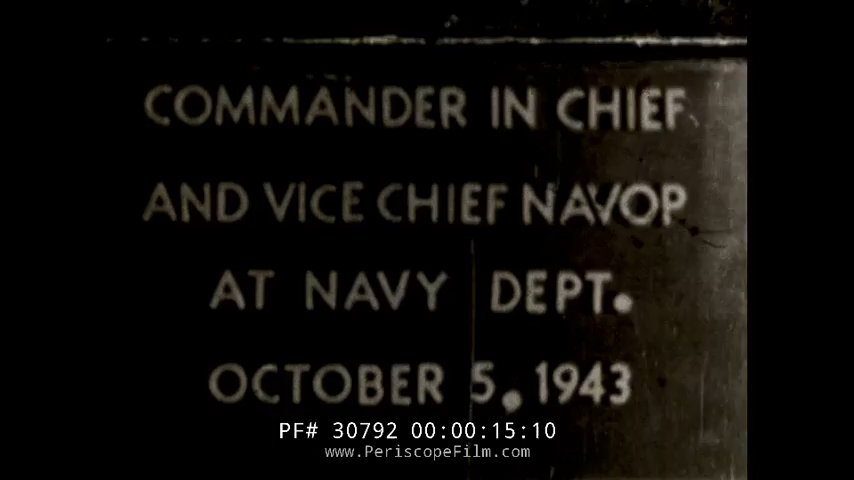 COMMANDER IN CHIEF
AND VICE CHIEF NAVOP
AT NAVY DEPT.
OCTOBER 5, 1943
PF# 30792 00:00:15:10
www.PeriscopeFilm.com